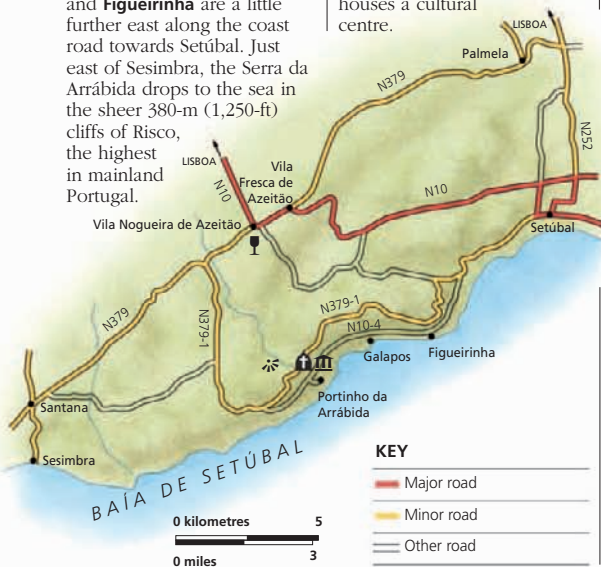 and Figueirinha are a little
further east along the coast
road towards Setúbal. Just
east of Sesimbra, the Serra da
Arrábida drops to the sea in
the sheer 380-m (1,250-ft)
cliffs of Risco,
the highest
in mainland
Portugal.
houses a cultural
centre.
LISBOA
Palmela
N379
N252
LISBOA
N10
Vila
Fresca de
Azeitão
N10
Vila Nogueira de Azeitão
Setúbal
N379
N379-1
N379-1
N10-4
Galapos
Figueirinha
Portinho da
Arrábida
Santana
Sesimbra
BAÍA DE SETÚBAL
0 kilometres 5
0 miles 3
KEY
Major road
Minor road
Other road